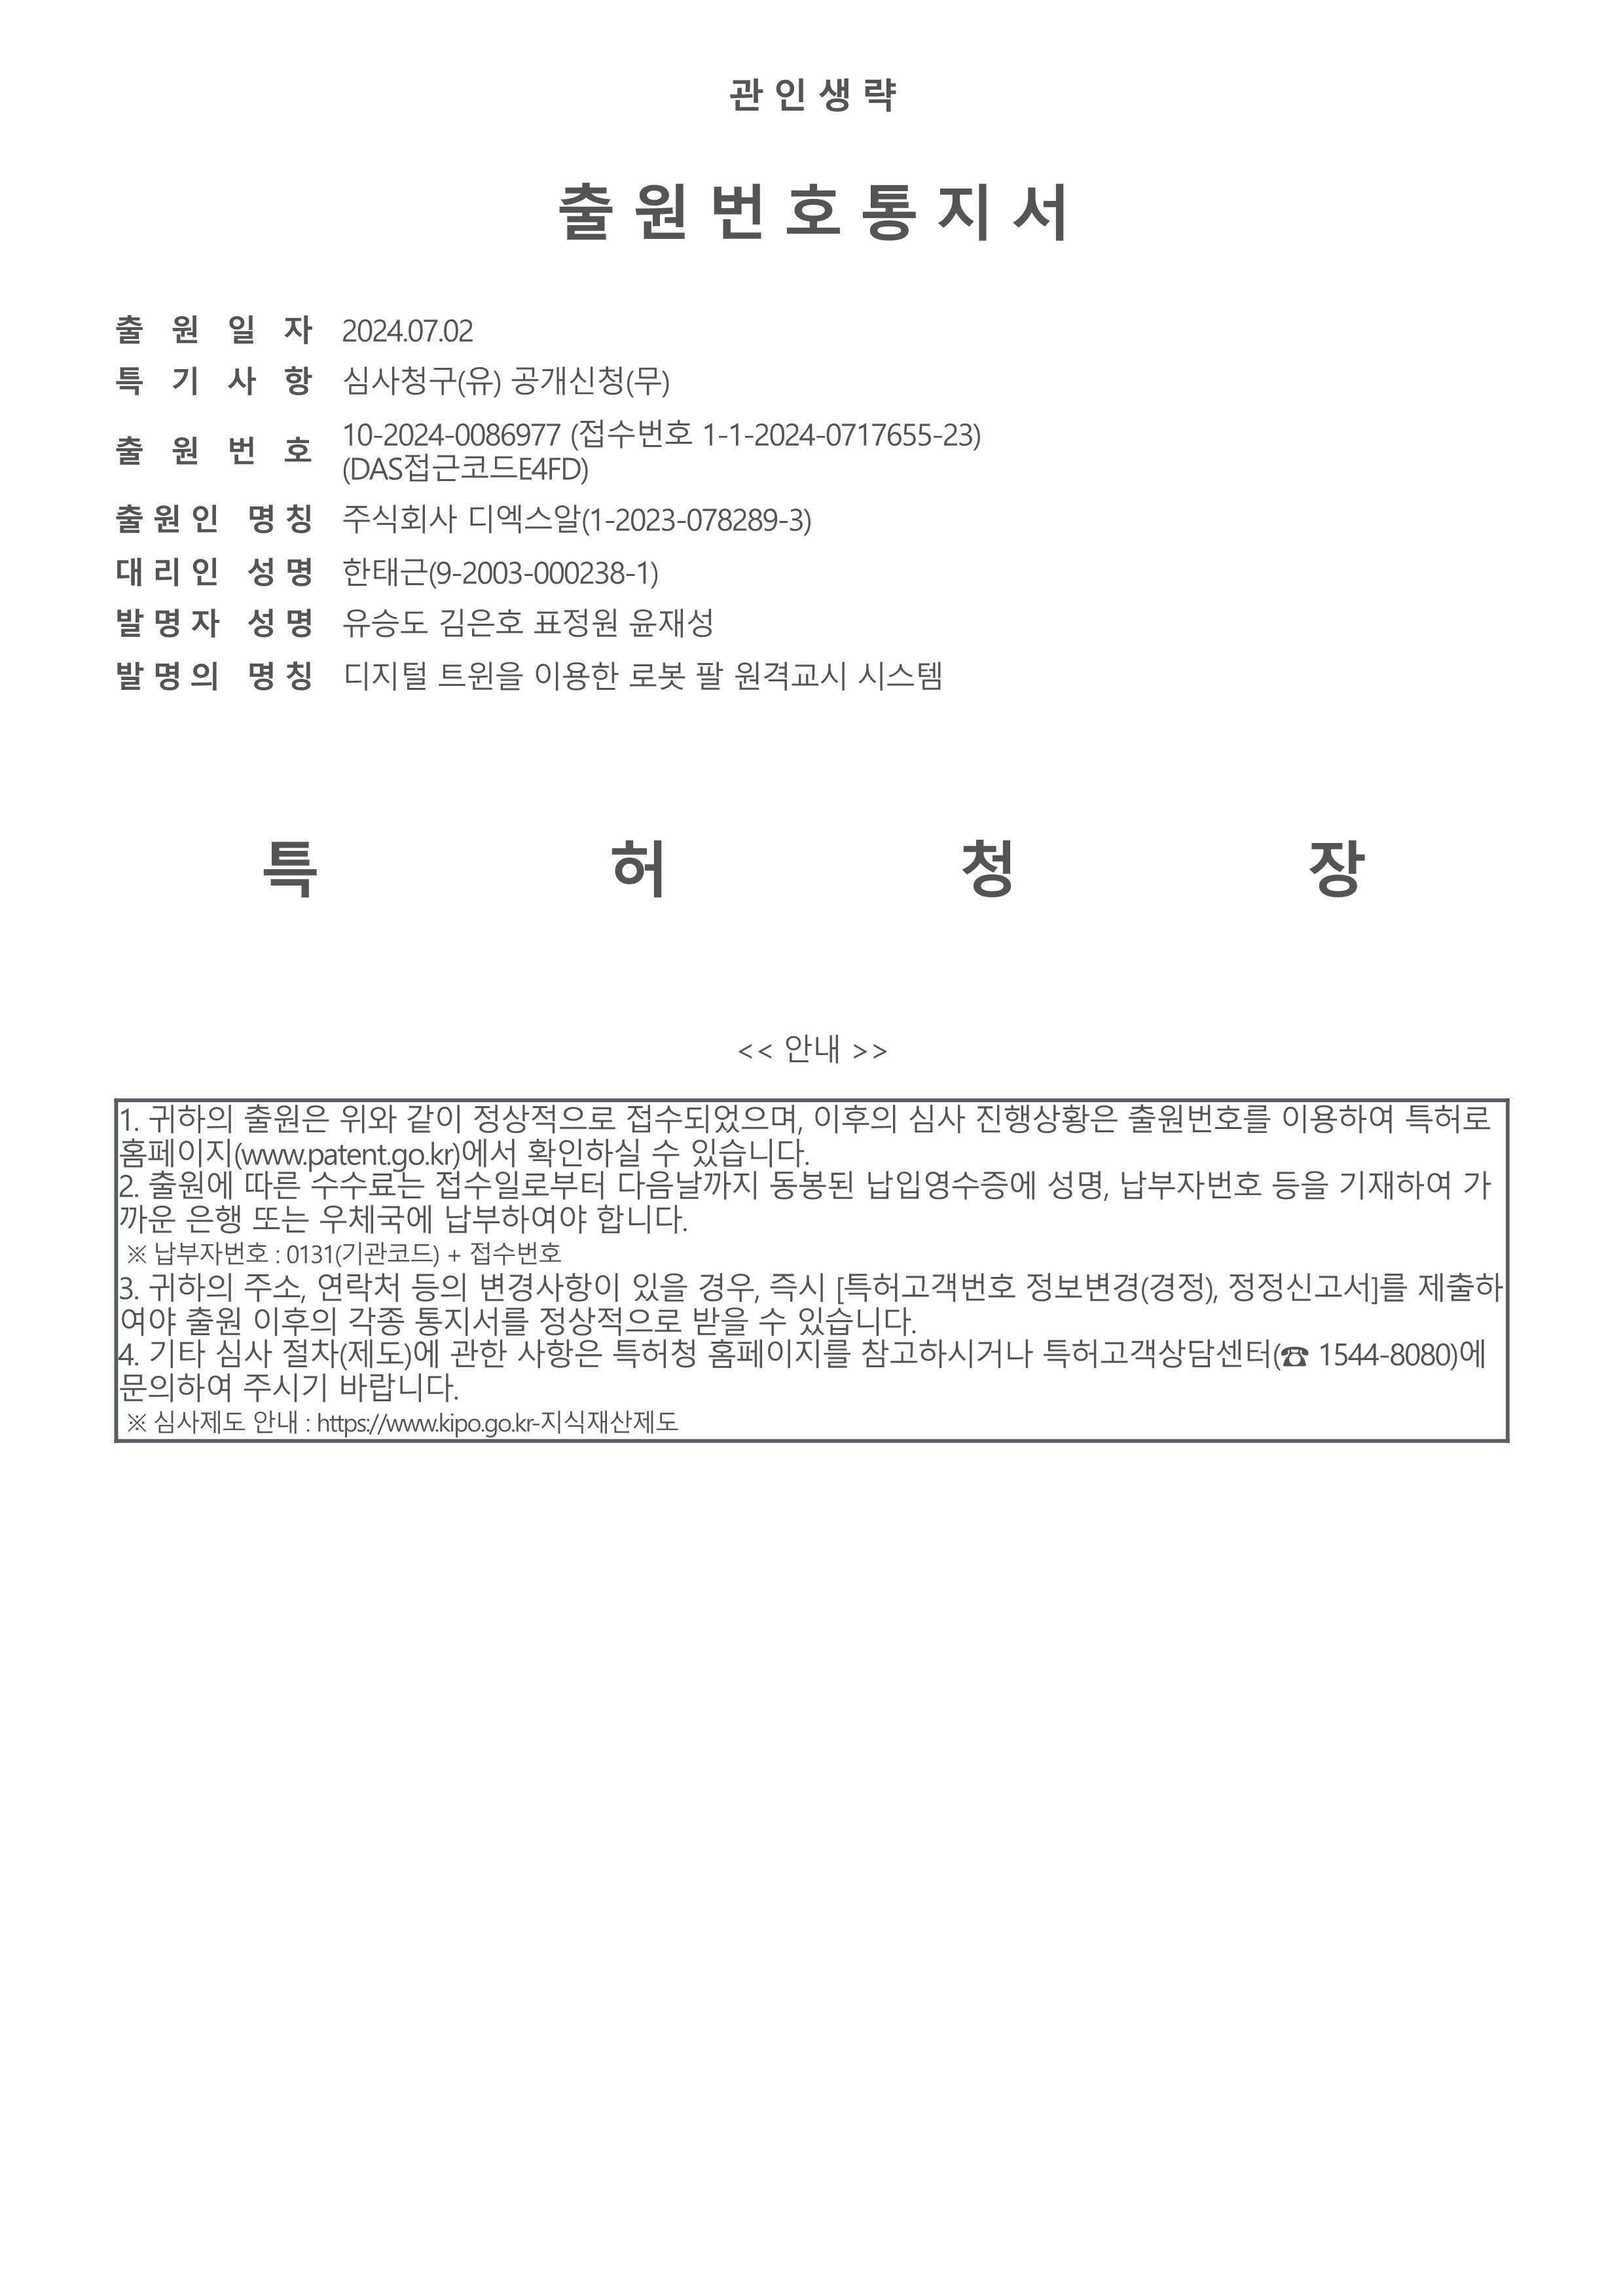 관 인 생 략
출 원 번 호 통 지 서
출 원 일 자 2024.07.02
특 기 사 항 심사청구(유) 공개신청(무)
출 원 번 호 10-2024-0086977 (접수번호 1-1-2024-0717655-23)
(DAS접근코드E4FD)
출 원 인 명 칭 주식회사 디엑스알(1-2023-078289-3)
대 리 인 성 명 한태근(9-2003-000238-1)
발 명 자 성 명 유승도 김은호 표정원 윤재성
발 명 의 명 칭 디지털 트윈을 이용한 로봇 팔 원격교시 시스템
특 허 청 장
<< 안내 >>
1. 귀하의 출원은 위와 같이 정상적으로 접수되었으며, 이후의 심사 진행상황은 출원번호를 이용하여 특허로
홈페이지(www.patent.go.kr)에서 확인하실 수 있습니다.
2. 출원에 따른 수수료는 접수일로부터 다음날까지 동봉된 납입영수증에 성명, 납부자번호 등을 기재하여 가
까운 은행 또는 우체국에 납부하여야 합니다.
※ 납부자번호 : 0131(기관코드) + 접수번호
3. 귀하의 주소, 연락처 등의 변경사항이 있을 경우, 즉시 [특허고객번호 정보변경(경정), 정정신고서]를 제출하
여야 출원 이후의 각종 통지서를 정상적으로 받을 수 있습니다.
4. 기타 심사 절차(제도)에 관한 사항은 특허청 홈페이지를 참고하시거나 특허고객상담센터(☎ 1544-8080)에
문의하여 주시기 바랍니다.
※ 심사제도 안내 : https://www.kipo.go.kr-지식재산제도